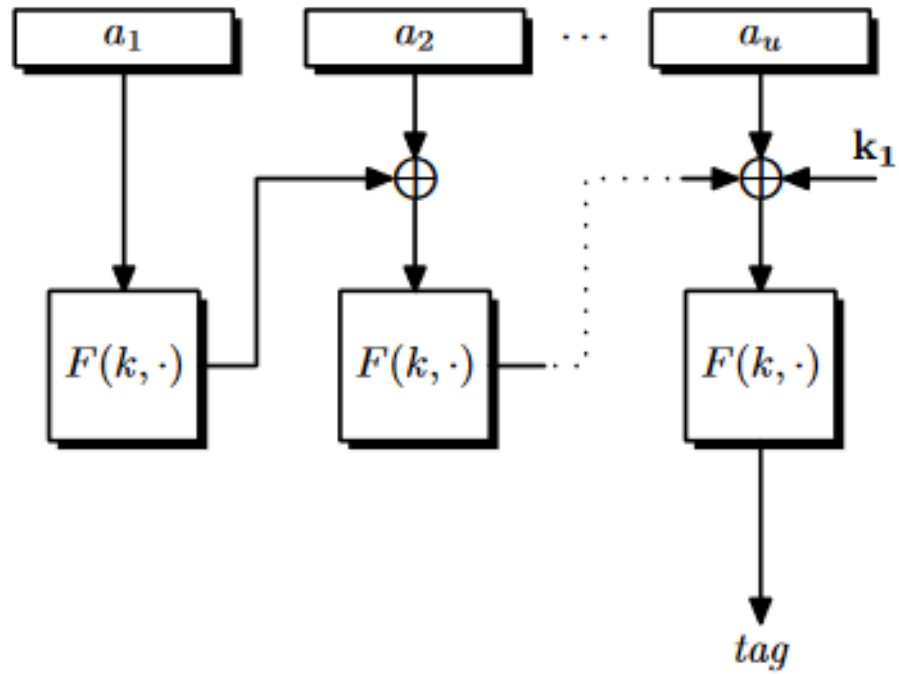 a₁ a₂ ··· aᵤ
k₁
F(k, ·) F(k, ·) F(k, ·)
tag